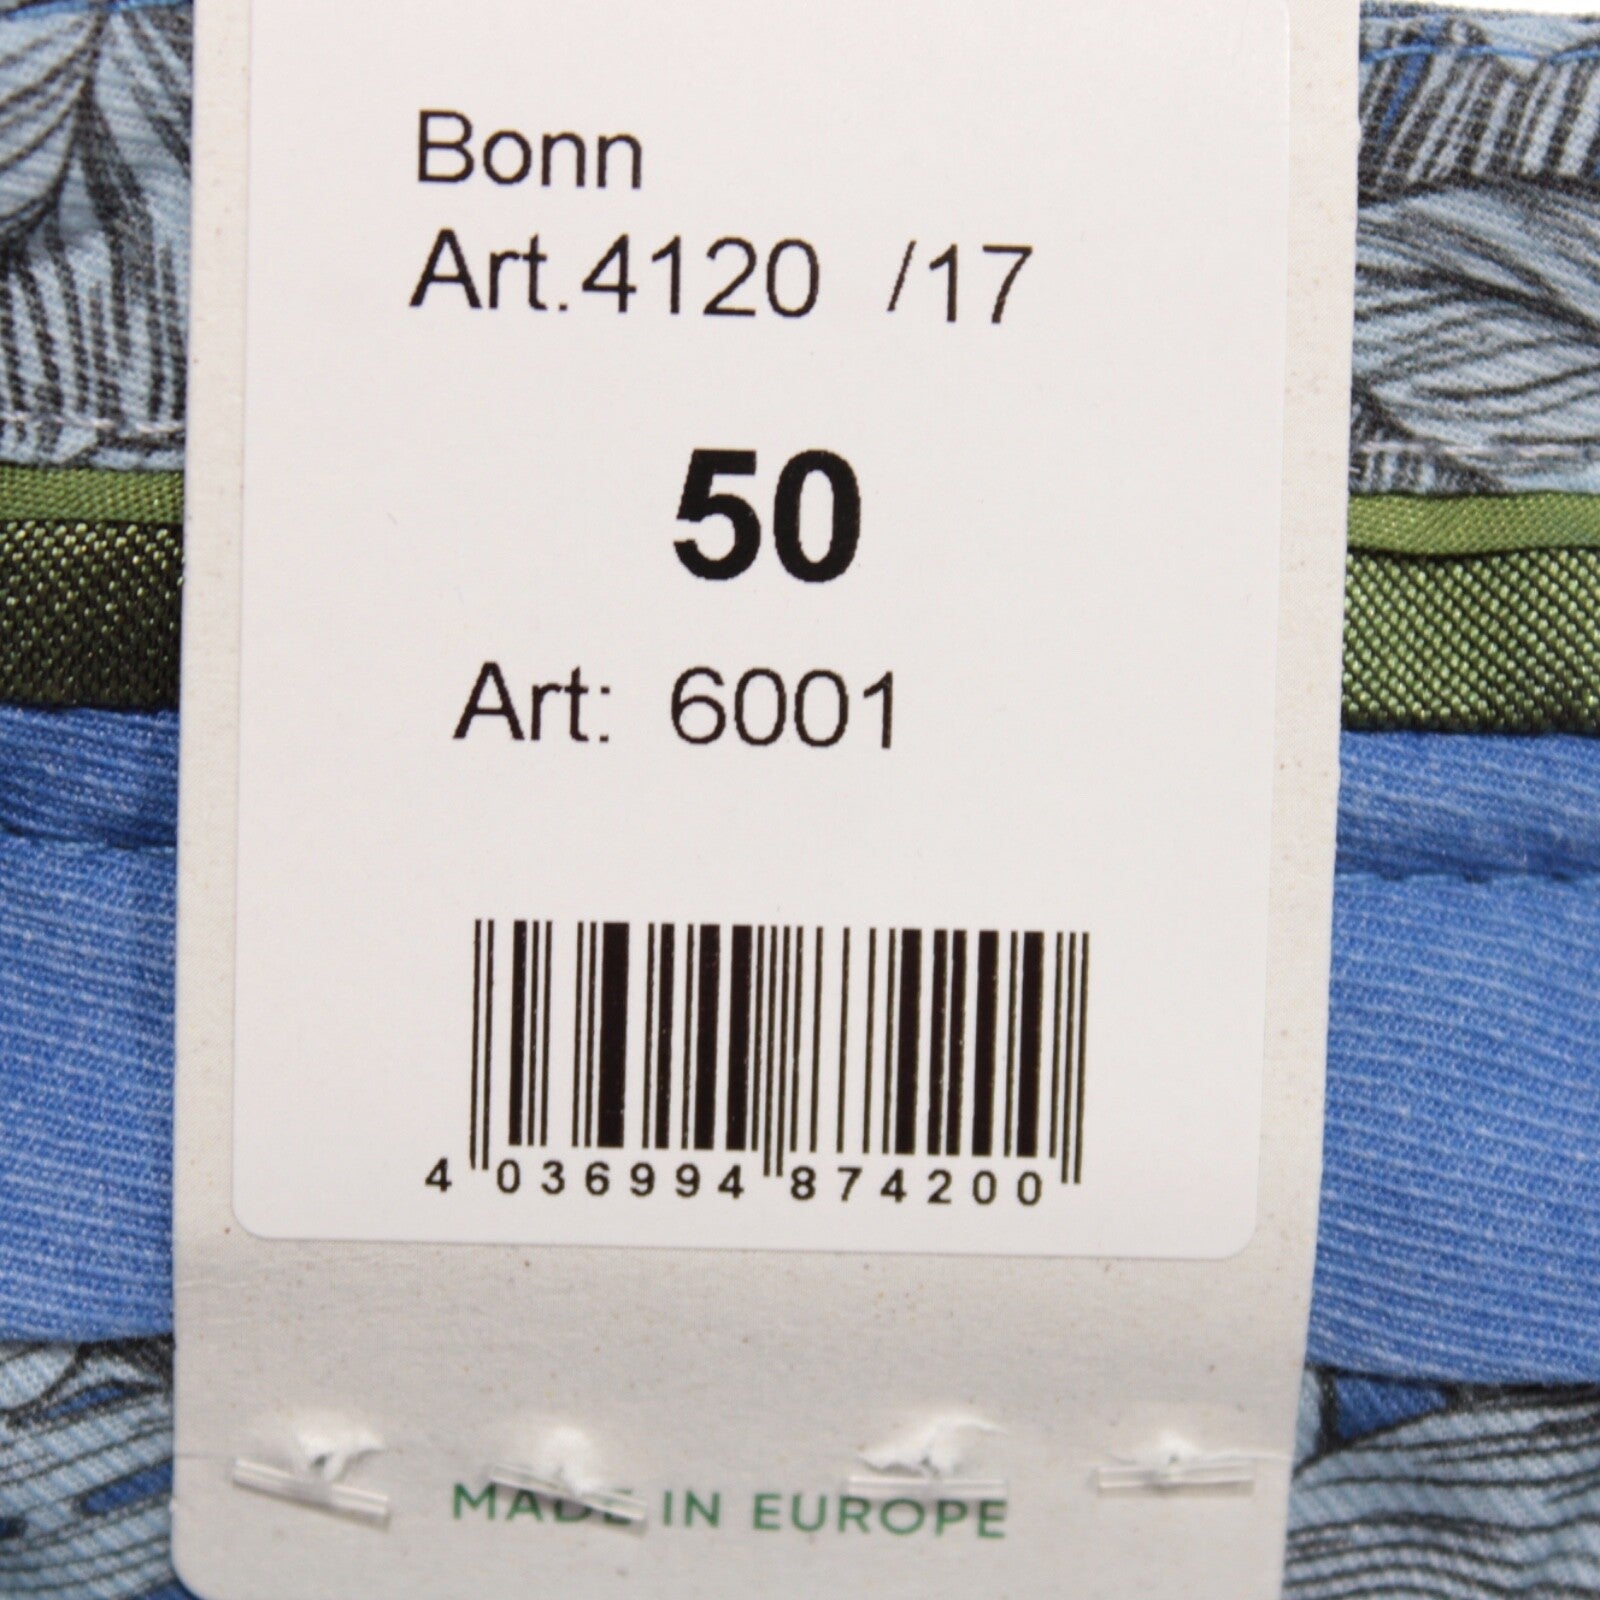 Bonn
Art.4120 /17
50
Art: 6001
4 036994 874200
MADE IN EUROPE